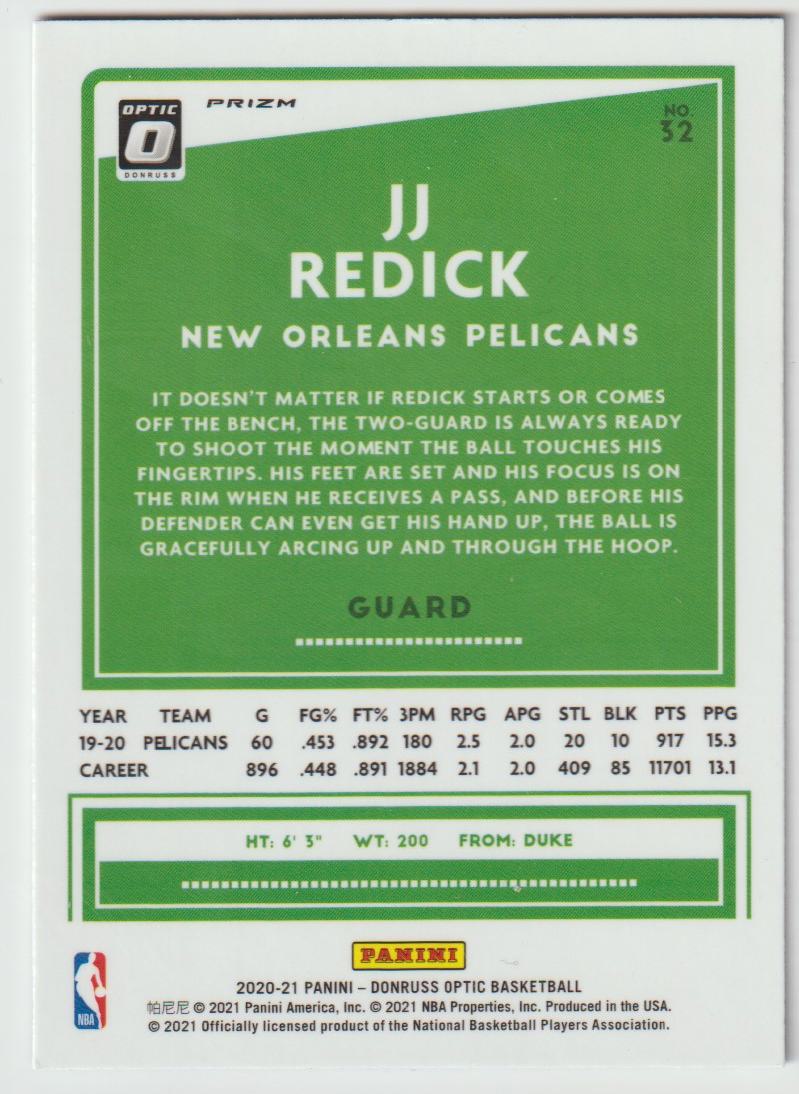 OPTIC
O
DONRUSS
PRIZM
NO.
32
JJ
REDICK
NEW ORLEANS PELICANS
IT DOESN'T MATTER IF REDICK STARTS OR COMES
OFF THE BENCH, THE TWO-GUARD IS ALWAYS READY
TO SHOOT THE MOMENT THE BALL TOUCHES HIS
FINGERTIPS. HIS FEET ARE SET AND HIS FOCUS IS ON
THE RIM WHEN HE RECEIVES A PASS, AND BEFORE HIS
DEFENDER CAN EVEN GET HIS HAND UP, THE BALL IS
GRACEFULLY ARCING UP AND THROUGH THE HOOP.
GUARD
YEAR TEAM G FG% FT% 3PM RPG APG STL BLK PTS PPG
19-20 PELICANS 60 .453 .892 180 2.5 2.0 20 10 917 15.3
CAREER 896 .448 .891 1884 2.1 2.0 409 85 11701 13.1
HT: 6' 3" WT: 200 FROM: DUKE
PANINI
2020-21 PANINI – DONRUSS OPTIC BASKETBALL
帕尼尼 © 2021 Panini America, Inc. © 2021 NBA Properties, Inc. Produced in the USA.
© 2021 Officially licensed product of the National Basketball Players Association.
NBA